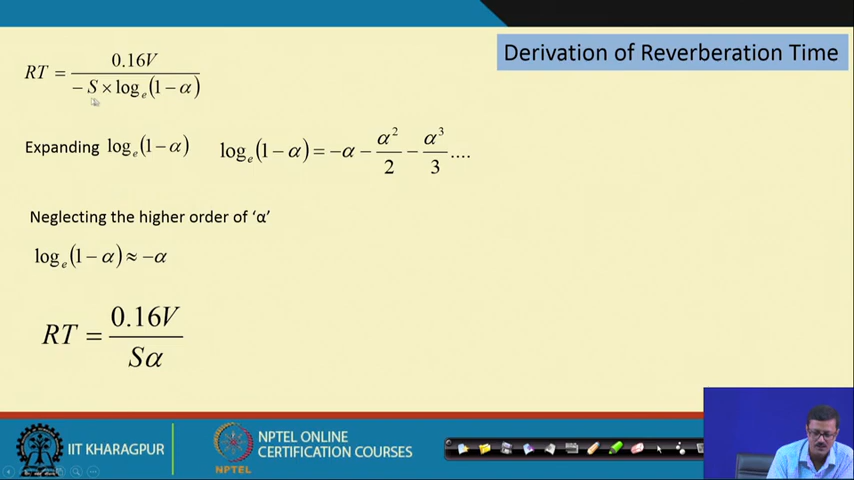 Derivation of Reverberation Time
RT = 0.16V / (− S × log_e(1 − α))
Expanding log_e(1 − α)   log_e(1 − α) = −α − α²/2 − α³/3 ....
Neglecting the higher order of ‘α’
log_e(1 − α) ≈ −α
RT = 0.16V / Sα
IIT KHARAGPUR
NPTEL
NPTEL ONLINE
CERTIFICATION COURSES